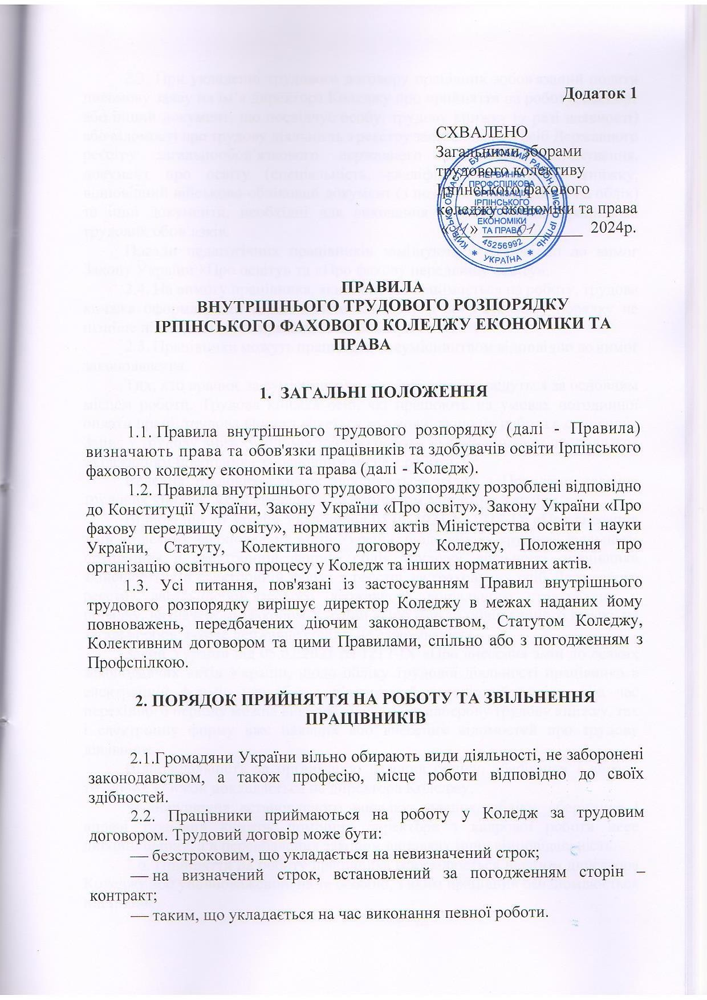 Додаток 1
СХВАЛЕНО
Загальними зборами
трудового колективу
Ірпінського фахового
коледжу економіки та права
«11» 01 2024р.
КИЇВСЬКА ОБЛАСТЬ БУЧАНСЬКИЙ РАЙОН МІСТО ІРПІНЬ
ПЕРВИННА
ПРОФСПІЛКОВА
ОРГАНІЗАЦІЯ
ІРПІНСЬКОГО
ФАХОВОГО КОЛЕДЖУ
ЕКОНОМІКИ
ТА ПРАВА
45256992
* УКРАЇНА *
ПРАВИЛА
ВНУТРІШНЬОГО ТРУДОВОГО РОЗПОРЯДКУ
ІРПІНСЬКОГО ФАХОВОГО КОЛЕДЖУ ЕКОНОМІКИ ТА
ПРАВА
1. ЗАГАЛЬНІ ПОЛОЖЕННЯ
1.1. Правила внутрішнього трудового розпорядку (далі - Правила)
визначають права та обов'язки працівників та здобувачів освіти Ірпінського
фахового коледжу економіки та права (далі - Коледж).
1.2. Правила внутрішнього трудового розпорядку розроблені відповідно
до Конституції України, Закону України «Про освіту», Закону України «Про
фахову передвищу освіту», нормативних актів Міністерства освіти і науки
України, Статуту, Колективного договору Коледжу, Положення про
організацію освітнього процесу у Коледж та інших нормативних актів.
1.3. Усі питання, пов'язані із застосуванням Правил внутрішнього
трудового розпорядку вирішує директор Коледжу в межах наданих йому
повноважень, передбачених діючим законодавством, Статутом Коледжу,
Колективним договором та цими Правилами, спільно або з погодженням з
Профспілкою.
2. ПОРЯДОК ПРИЙНЯТТЯ НА РОБОТУ ТА ЗВІЛЬНЕННЯ
ПРАЦІВНИКІВ
2.1.Громадяни України вільно обирають види діяльності, не заборонені
законодавством, а також професію, місце роботи відповідно до своїх
здібностей.
2.2. Працівники приймаються на роботу у Коледж за трудовим
договором. Трудовий договір може бути:
— безстроковим, що укладається на невизначений строк;
— на визначений строк, встановлений за погодженням сторін –
контракт;
— таким, що укладається на час виконання певної роботи.